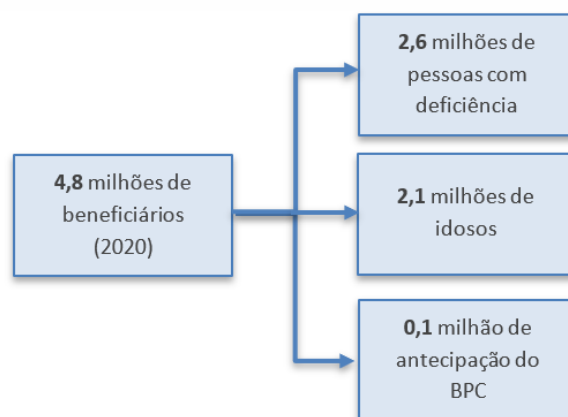 2,6 milhões de
pessoas com
deficiência
4,8 milhões de
beneficiários
(2020)
2,1 milhões de
idosos
0,1 milhão de
antecipação do
BPC